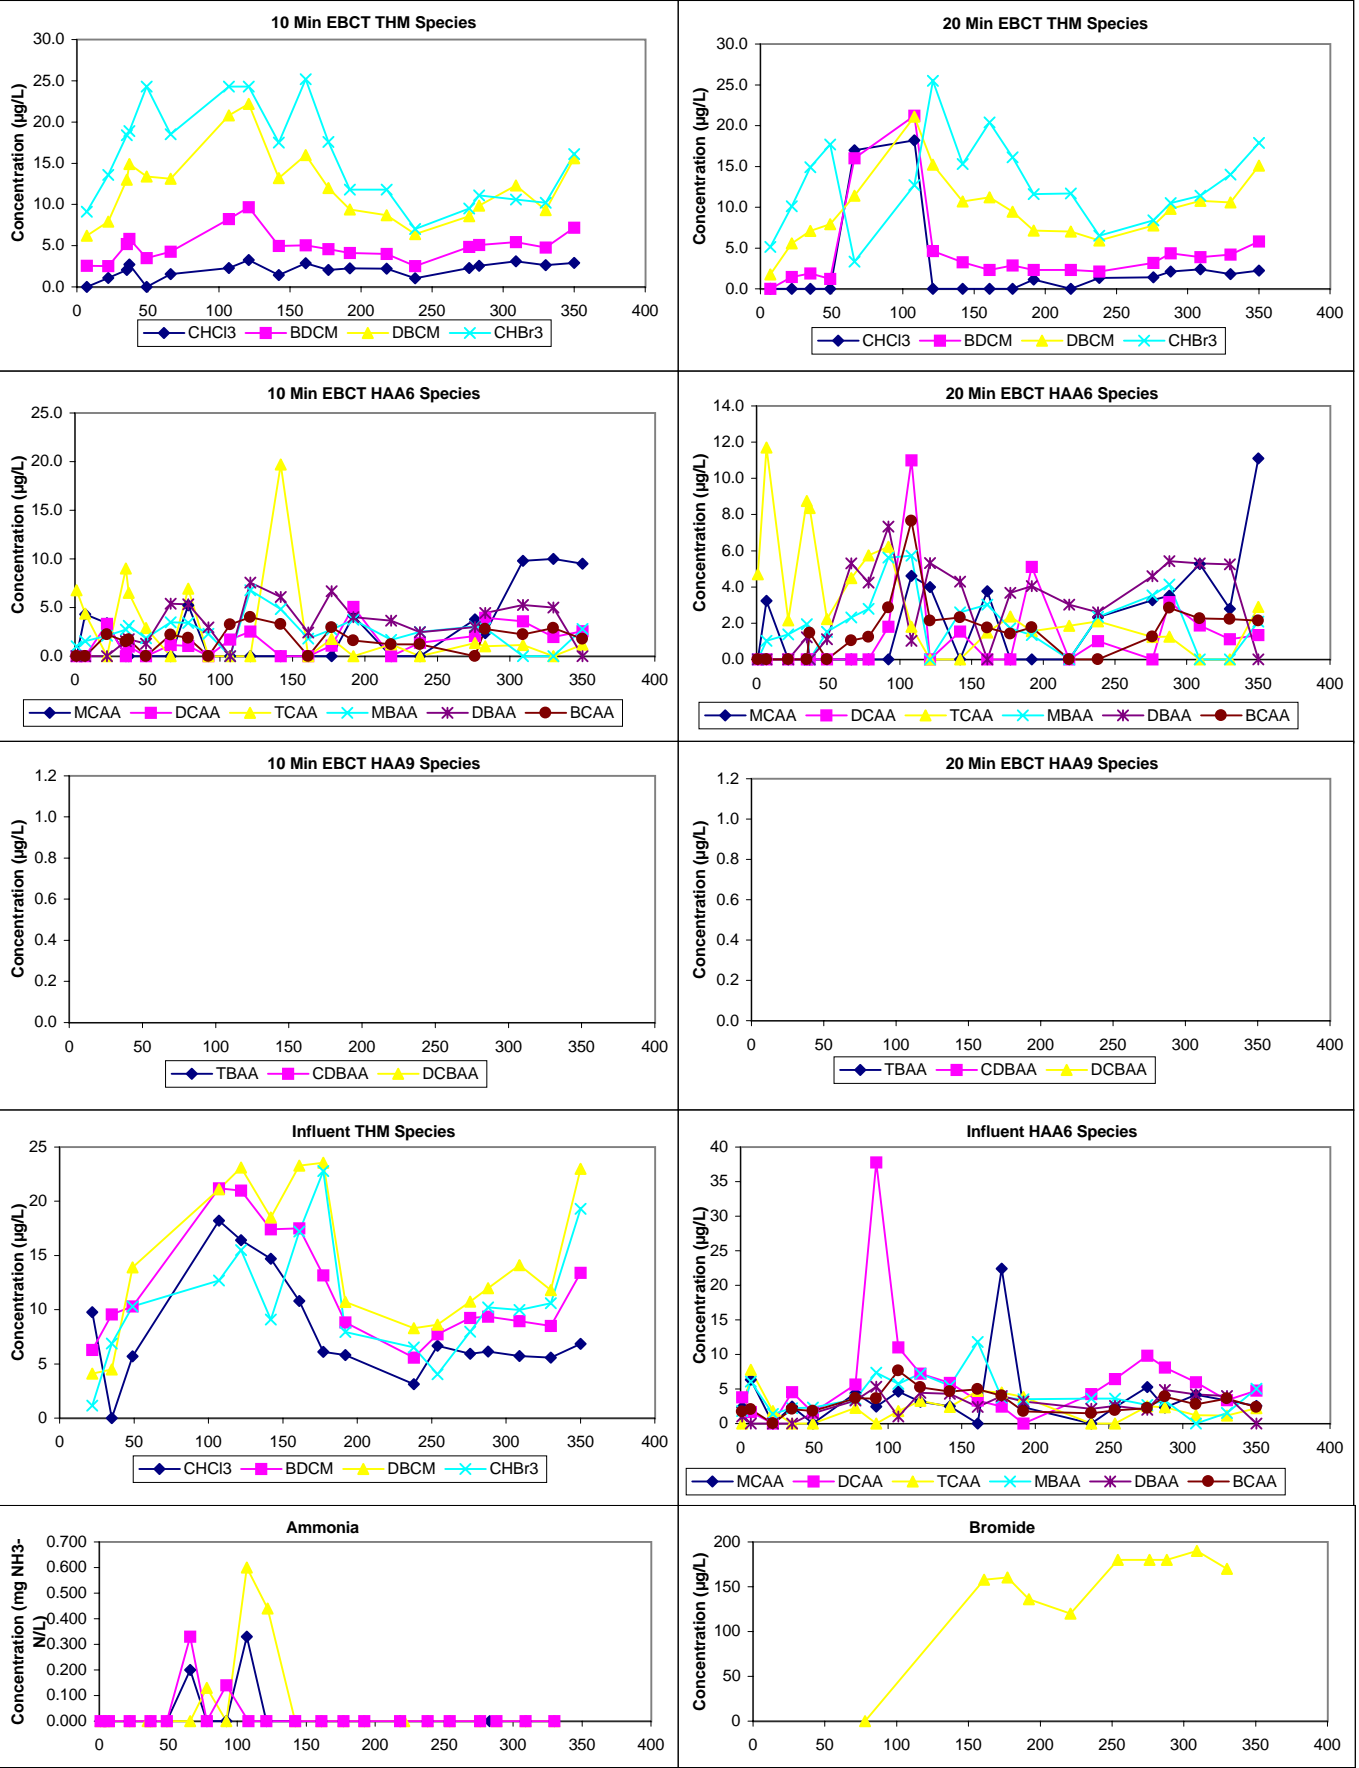 10 Min EBCT THM Species
Concentration (µg/L)
30.0
25.0
20.0
15.0
10.0
5.0
0.0
0 50 100 150 200 250 300 350 400
CHCl3 BDCM DBCM CHBr3
20 Min EBCT THM Species
Concentration (µg/L)
30.0
25.0
20.0
15.0
10.0
5.0
0.0
0 50 100 150 200 250 300 350 400
CHCl3 BDCM DBCM CHBr3
10 Min EBCT HAA6 Species
Concentration (µg/L)
25.0
20.0
15.0
10.0
5.0
0.0
0 50 100 150 200 250 300 350 400
MCAA DCAA TCAA MBAA DBAA BCAA
20 Min EBCT HAA6 Species
Concentration (µg/L)
14.0
12.0
10.0
8.0
6.0
4.0
2.0
0.0
0 50 100 150 200 250 300 350 400
MCAA DCAA TCAA MBAA DBAA BCAA
10 Min EBCT HAA9 Species
Concentration (µg/L)
1.2
1.0
0.8
0.6
0.4
0.2
0.0
0 50 100 150 200 250 300 350 400
TBAA CDBAA DCBAA
20 Min EBCT HAA9 Species
Concentration (µg/L)
1.2
1.0
0.8
0.6
0.4
0.2
0.0
0 50 100 150 200 250 300 350 400
TBAA CDBAA DCBAA
Influent THM Species
Concentration (µg/L)
25
20
15
10
5
0
0 50 100 150 200 250 300 350 400
CHCl3 BDCM DBCM CHBr3
Influent HAA6 Species
Concentration (µg/L)
40
35
30
25
20
15
10
5
0
0 50 100 150 200 250 300 350 400
MCAA DCAA TCAA MBAA DBAA BCAA
Ammonia
Concentration (mg NH3-
N/L)
0.700
0.600
0.500
0.400
0.300
0.200
0.100
0.000
0 50 100 150 200 250 300 350 400
Bromide
Concentration (µg/L)
200
150
100
50
0
0 50 100 150 200 250 300 350 400